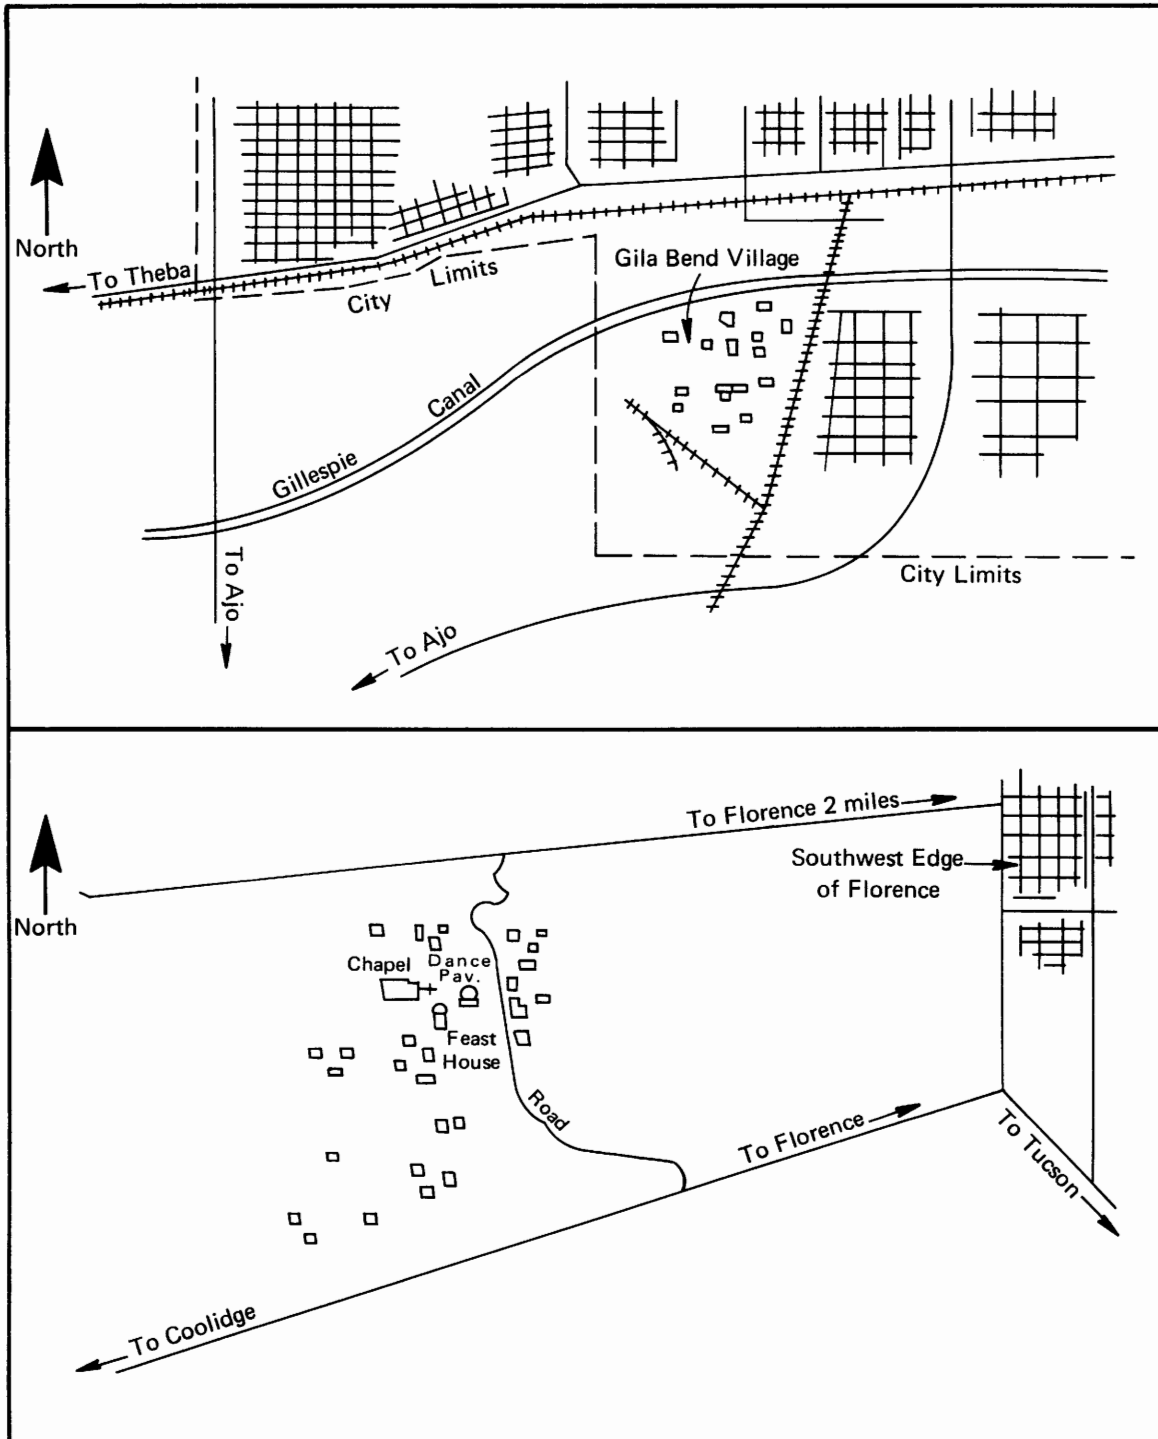 North
To Theba
City
Limits
Gila Bend Village
Canal
Gillespie
To Ajo
To Ajo
City Limits
North
To Florence 2 miles
Southwest Edge
of Florence
Chapel
Dance
Pav.
Feast
House
Road
To Florence
To Tucson
To Coolidge